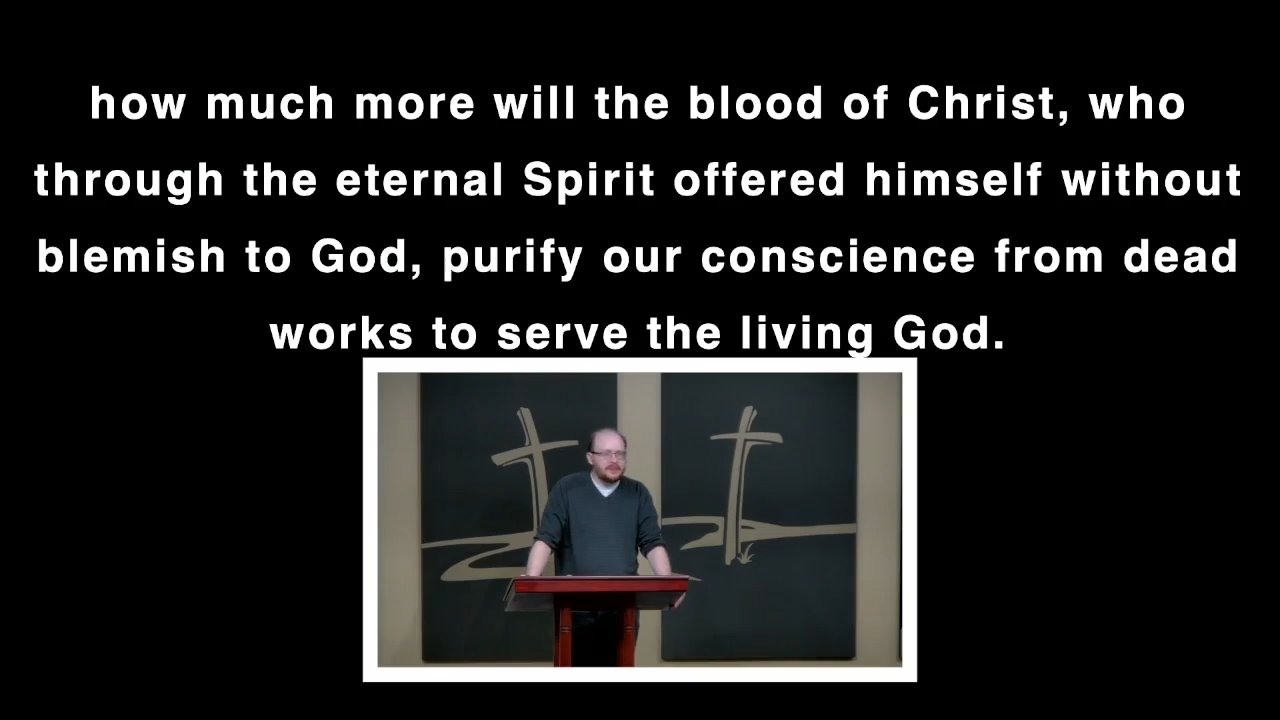 how much more will the blood of Christ, who
through the eternal Spirit offered himself without
blemish to God, purify our conscience from dead
works to serve the living God.